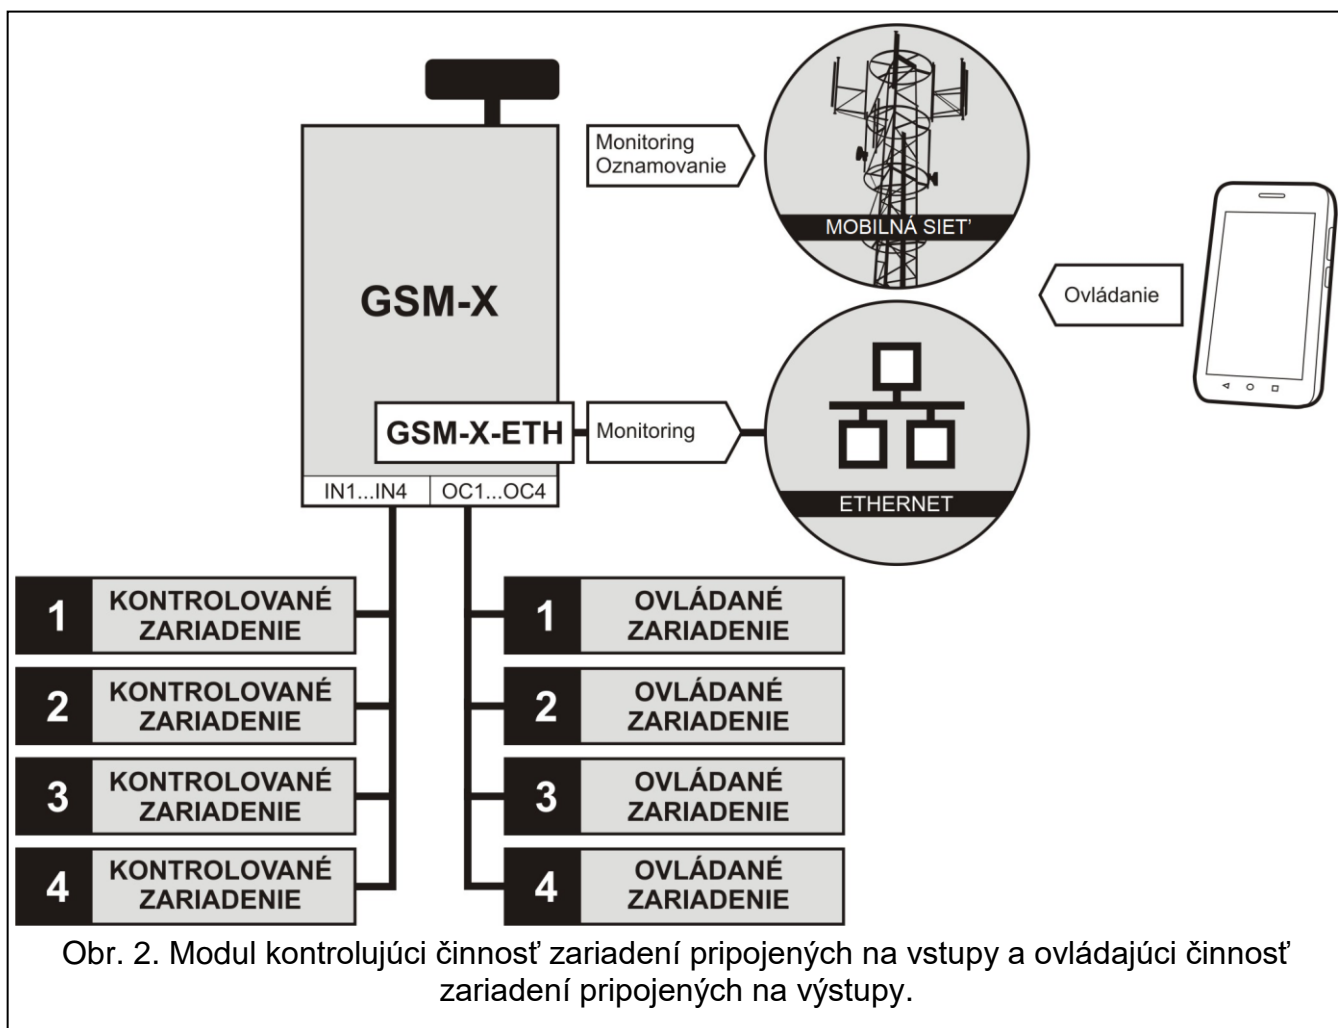 Monitoring
Oznamovanie
MOBILNÁ SIEŤ
GSM-X
Ovládanie
GSM-X-ETH
Monitoring
IN1...IN4
OC1...OC4
ETHERNET
1
KONTROLOVANÉ
ZARIADENIE
1
OVLÁDANÉ
ZARIADENIE
2
KONTROLOVANÉ
ZARIADENIE
2
OVLÁDANÉ
ZARIADENIE
3
KONTROLOVANÉ
ZARIADENIE
3
OVLÁDANÉ
ZARIADENIE
4
KONTROLOVANÉ
ZARIADENIE
4
OVLÁDANÉ
ZARIADENIE
Obr. 2. Modul kontrolujúci činnosť zariadení pripojených na vstupy a ovládajúci činnosť
zariadení pripojených na výstupy.